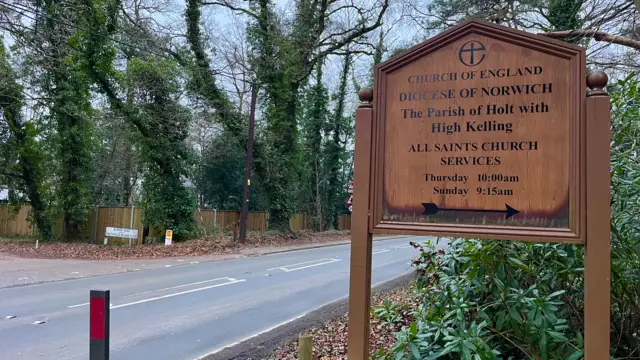 CHURCH OF ENGLAND
DIOCESE OF NORWICH
The Parish of Holt with
High Kelling
ALL SAINTS CHURCH
SERVICES
Thursday 10:00am
Sunday 9:15am